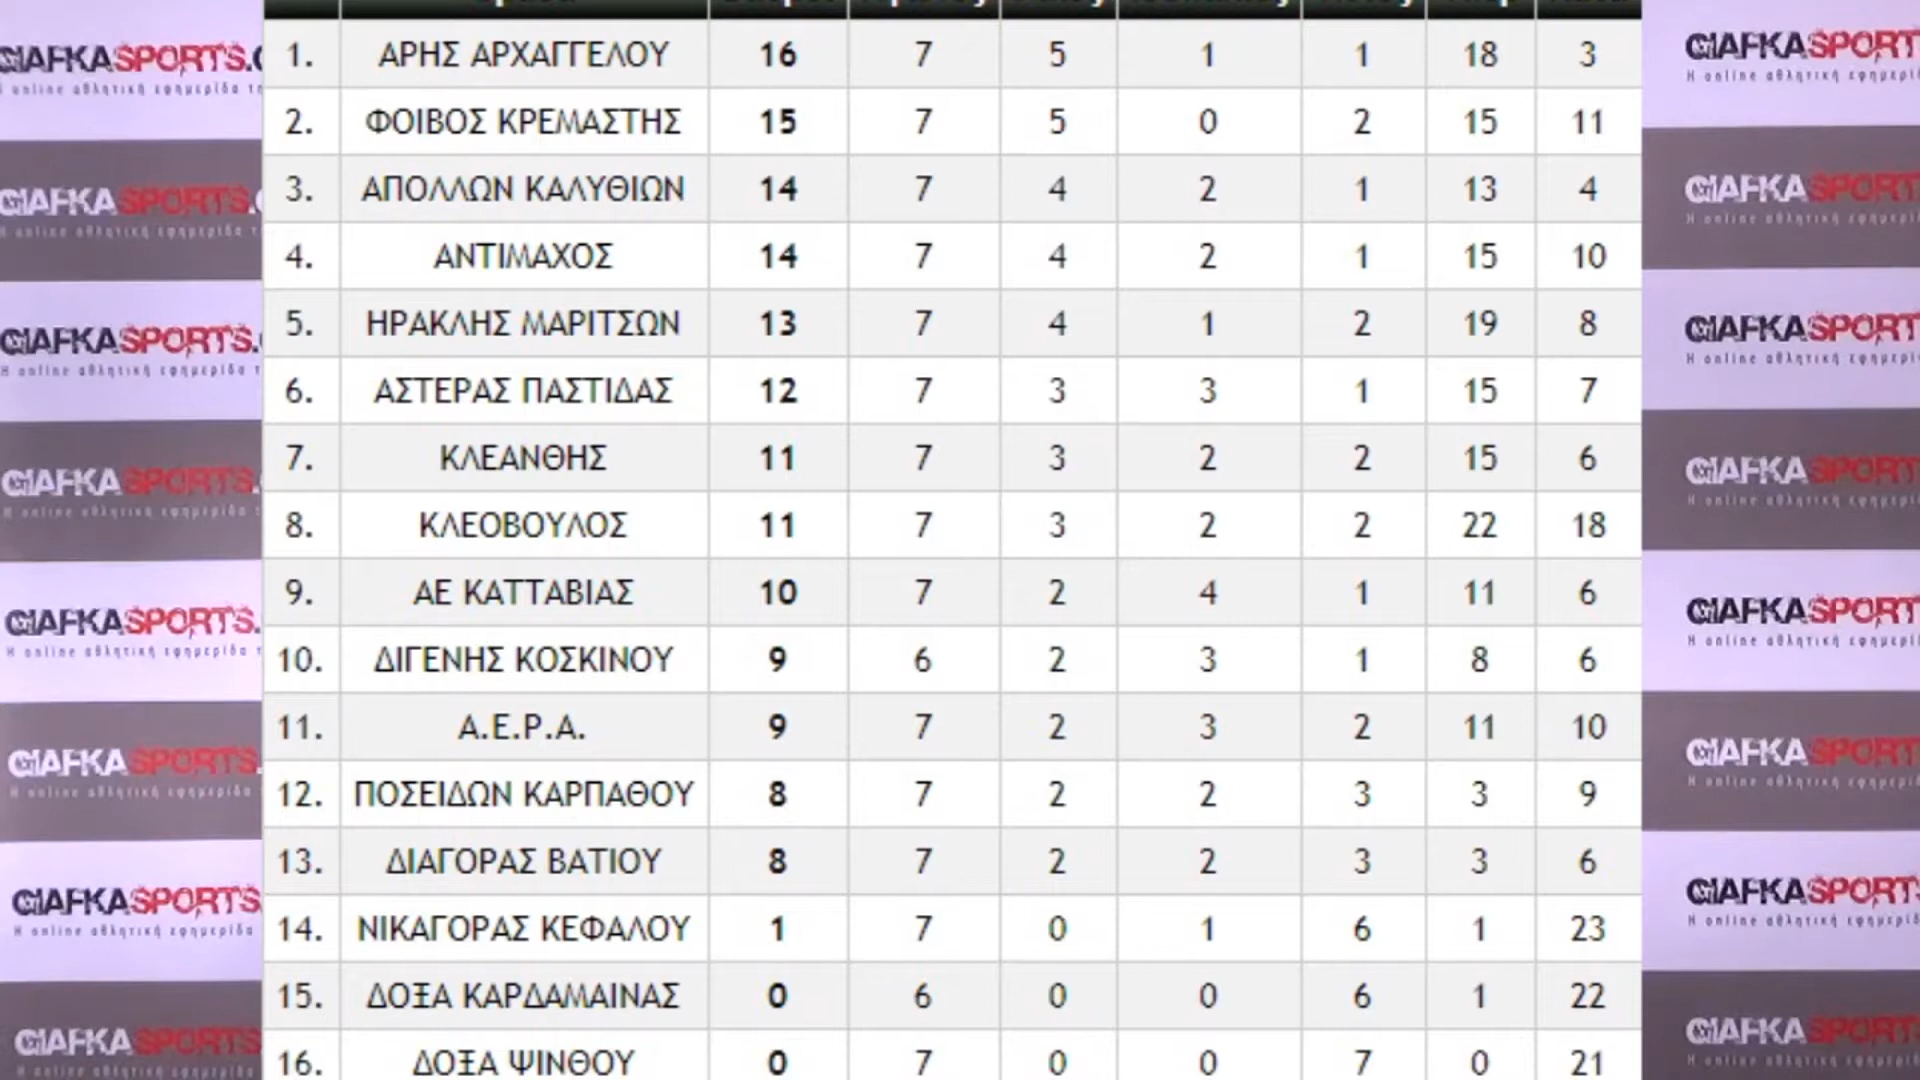 1. ΑΡΗΣ ΑΡΧΑΓΓΕΛΟΥ 16 7 5 1 1 18 3
2. ΦΟΙΒΟΣ ΚΡΕΜΑΣΤΗΣ 15 7 5 0 2 15 11
3. ΑΠΟΛΛΩΝ ΚΑΛΥΘΙΩΝ 14 7 4 2 1 13 4
4. ΑΝΤΙΜΑΧΟΣ 14 7 4 2 1 15 10
5. ΗΡΑΚΛΗΣ ΜΑΡΙΤΣΩΝ 13 7 4 1 2 19 8
6. ΑΣΤΕΡΑΣ ΠΑΣΤΙΔΑΣ 12 7 3 3 1 15 7
7. ΚΛΕΑΝΘΗΣ 11 7 3 2 2 15 6
8. ΚΛΕΟΒΟΥΛΟΣ 11 7 3 2 2 22 18
9. ΑΕ ΚΑΤΤΑΒΙΑΣ 10 7 2 4 1 11 6
10. ΔΙΓΕΝΗΣ ΚΟΣΚΙΝΟΥ 9 6 2 3 1 8 6
11. Α.Ε.Ρ.Α. 9 7 2 3 2 11 10
12. ΠΟΣΕΙΔΩΝ ΚΑΡΠΑΘΟΥ 8 7 2 2 3 3 9
13. ΔΙΑΓΟΡΑΣ ΒΑΤΙΟΥ 8 7 2 2 3 3 6
14. ΝΙΚΑΓΟΡΑΣ ΚΕΦΑΛΟΥ 1 7 0 1 6 1 23
15. ΔΟΞΑ ΚΑΡΔΑΜΑΙΝΑΣ 0 6 0 0 6 1 22
16. ΔΟΞΑ ΨΙΝΘΟΥ 0 7 0 0 7 0 21